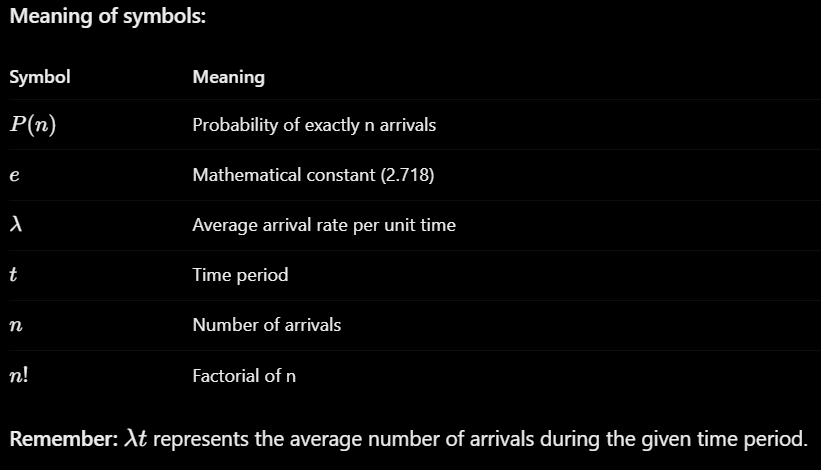 Meaning of symbols:
Symbol Meaning
P(n) Probability of exactly n arrivals
e Mathematical constant (2.718)
λ Average arrival rate per unit time
t Time period
n Number of arrivals
n! Factorial of n
Remember: λt represents the average number of arrivals during the given time period.